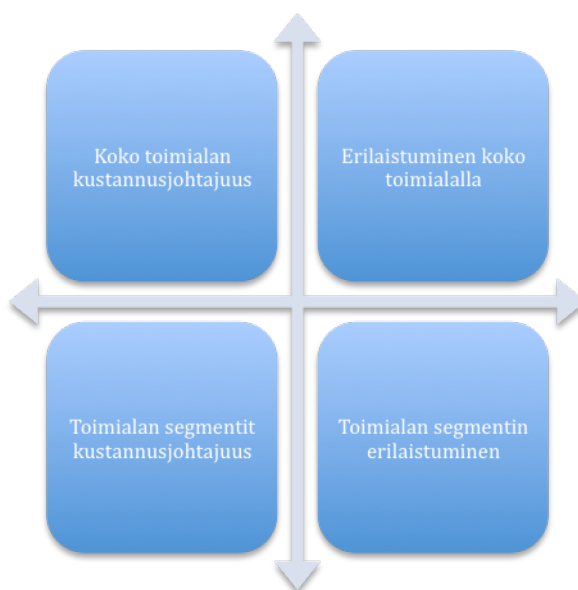 Koko toimialan
kustannusjohtajuus
Erilaistuminen koko
toimialalla
Toimialan segmentit
kustannusjohtajuus
Toimialan segmentin
erilaistuminen